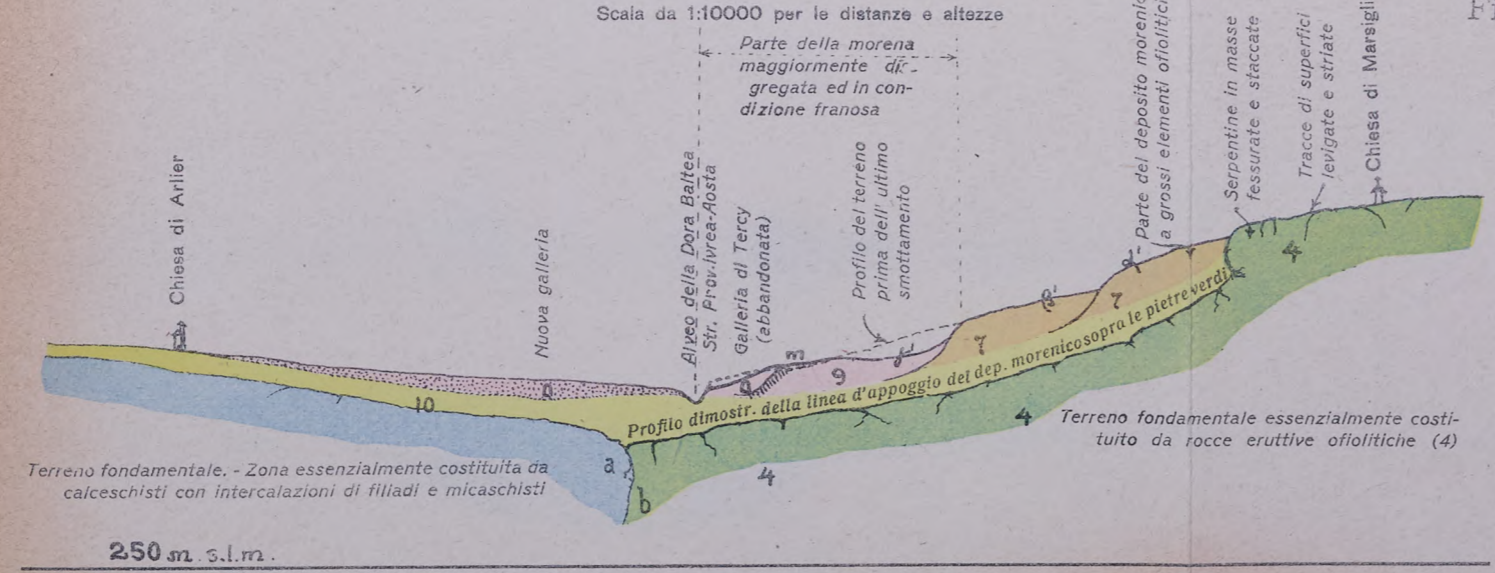 Scala da 1:10000 per le distanze e altezze
Parte della morena
maggiormente di-
gregata ed in con-
dizione franosa
Parte del deposito
a grossi elementi
Serpentine in masse
fessurate e staccate
Tracce di superfici
levigate e striate
Chiesa di
Chiesa di Arlier
Nuova galleria
Alveo della Dora Baltea
Str. Prov. Ivrea-Aosta
Galleria di Tercy
(abbandonata)
Profilo del terreno
prima dell' ultimo
smottamento
m
9
7
7
10
Profilo dimostr. della linea d'appoggio del dep. morenico sopra le pietre verdi
4
4
Terreno fondamentale essenzialmente costi-
tuito da rocce eruttive ofiolitiche (4)
Terreno fondamentale. - Zona essenzialmente costituita da
calceschisti con intercalazioni di filiadi e micaschisti
a
b
250 m. s.l.m.